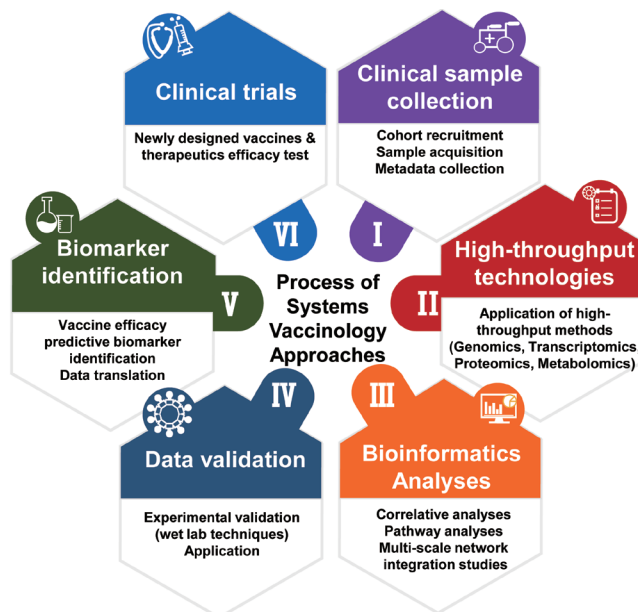 Process of
Systems
Vaccinology
Approaches
I
Clinical sample
collection
Cohort recruitment
Sample acquisition
Metadata collection
II
High-throughput
technologies
Application of high-
throughput methods
(Genomics, Transcriptomics,
Proteomics, Metabolomics)
III
Bioinformatics
Analyses
Correlative analyses
Pathway analyses
Multi-scale network
integration studies
IV
Data validation
Experimental validation
(wet lab techniques)
Application
V
Biomarker
identification
Vaccine efficacy
predictive biomarker
identification
Data translation
VI
Clinical trials
Newly designed vaccines &
therapeutics efficacy test